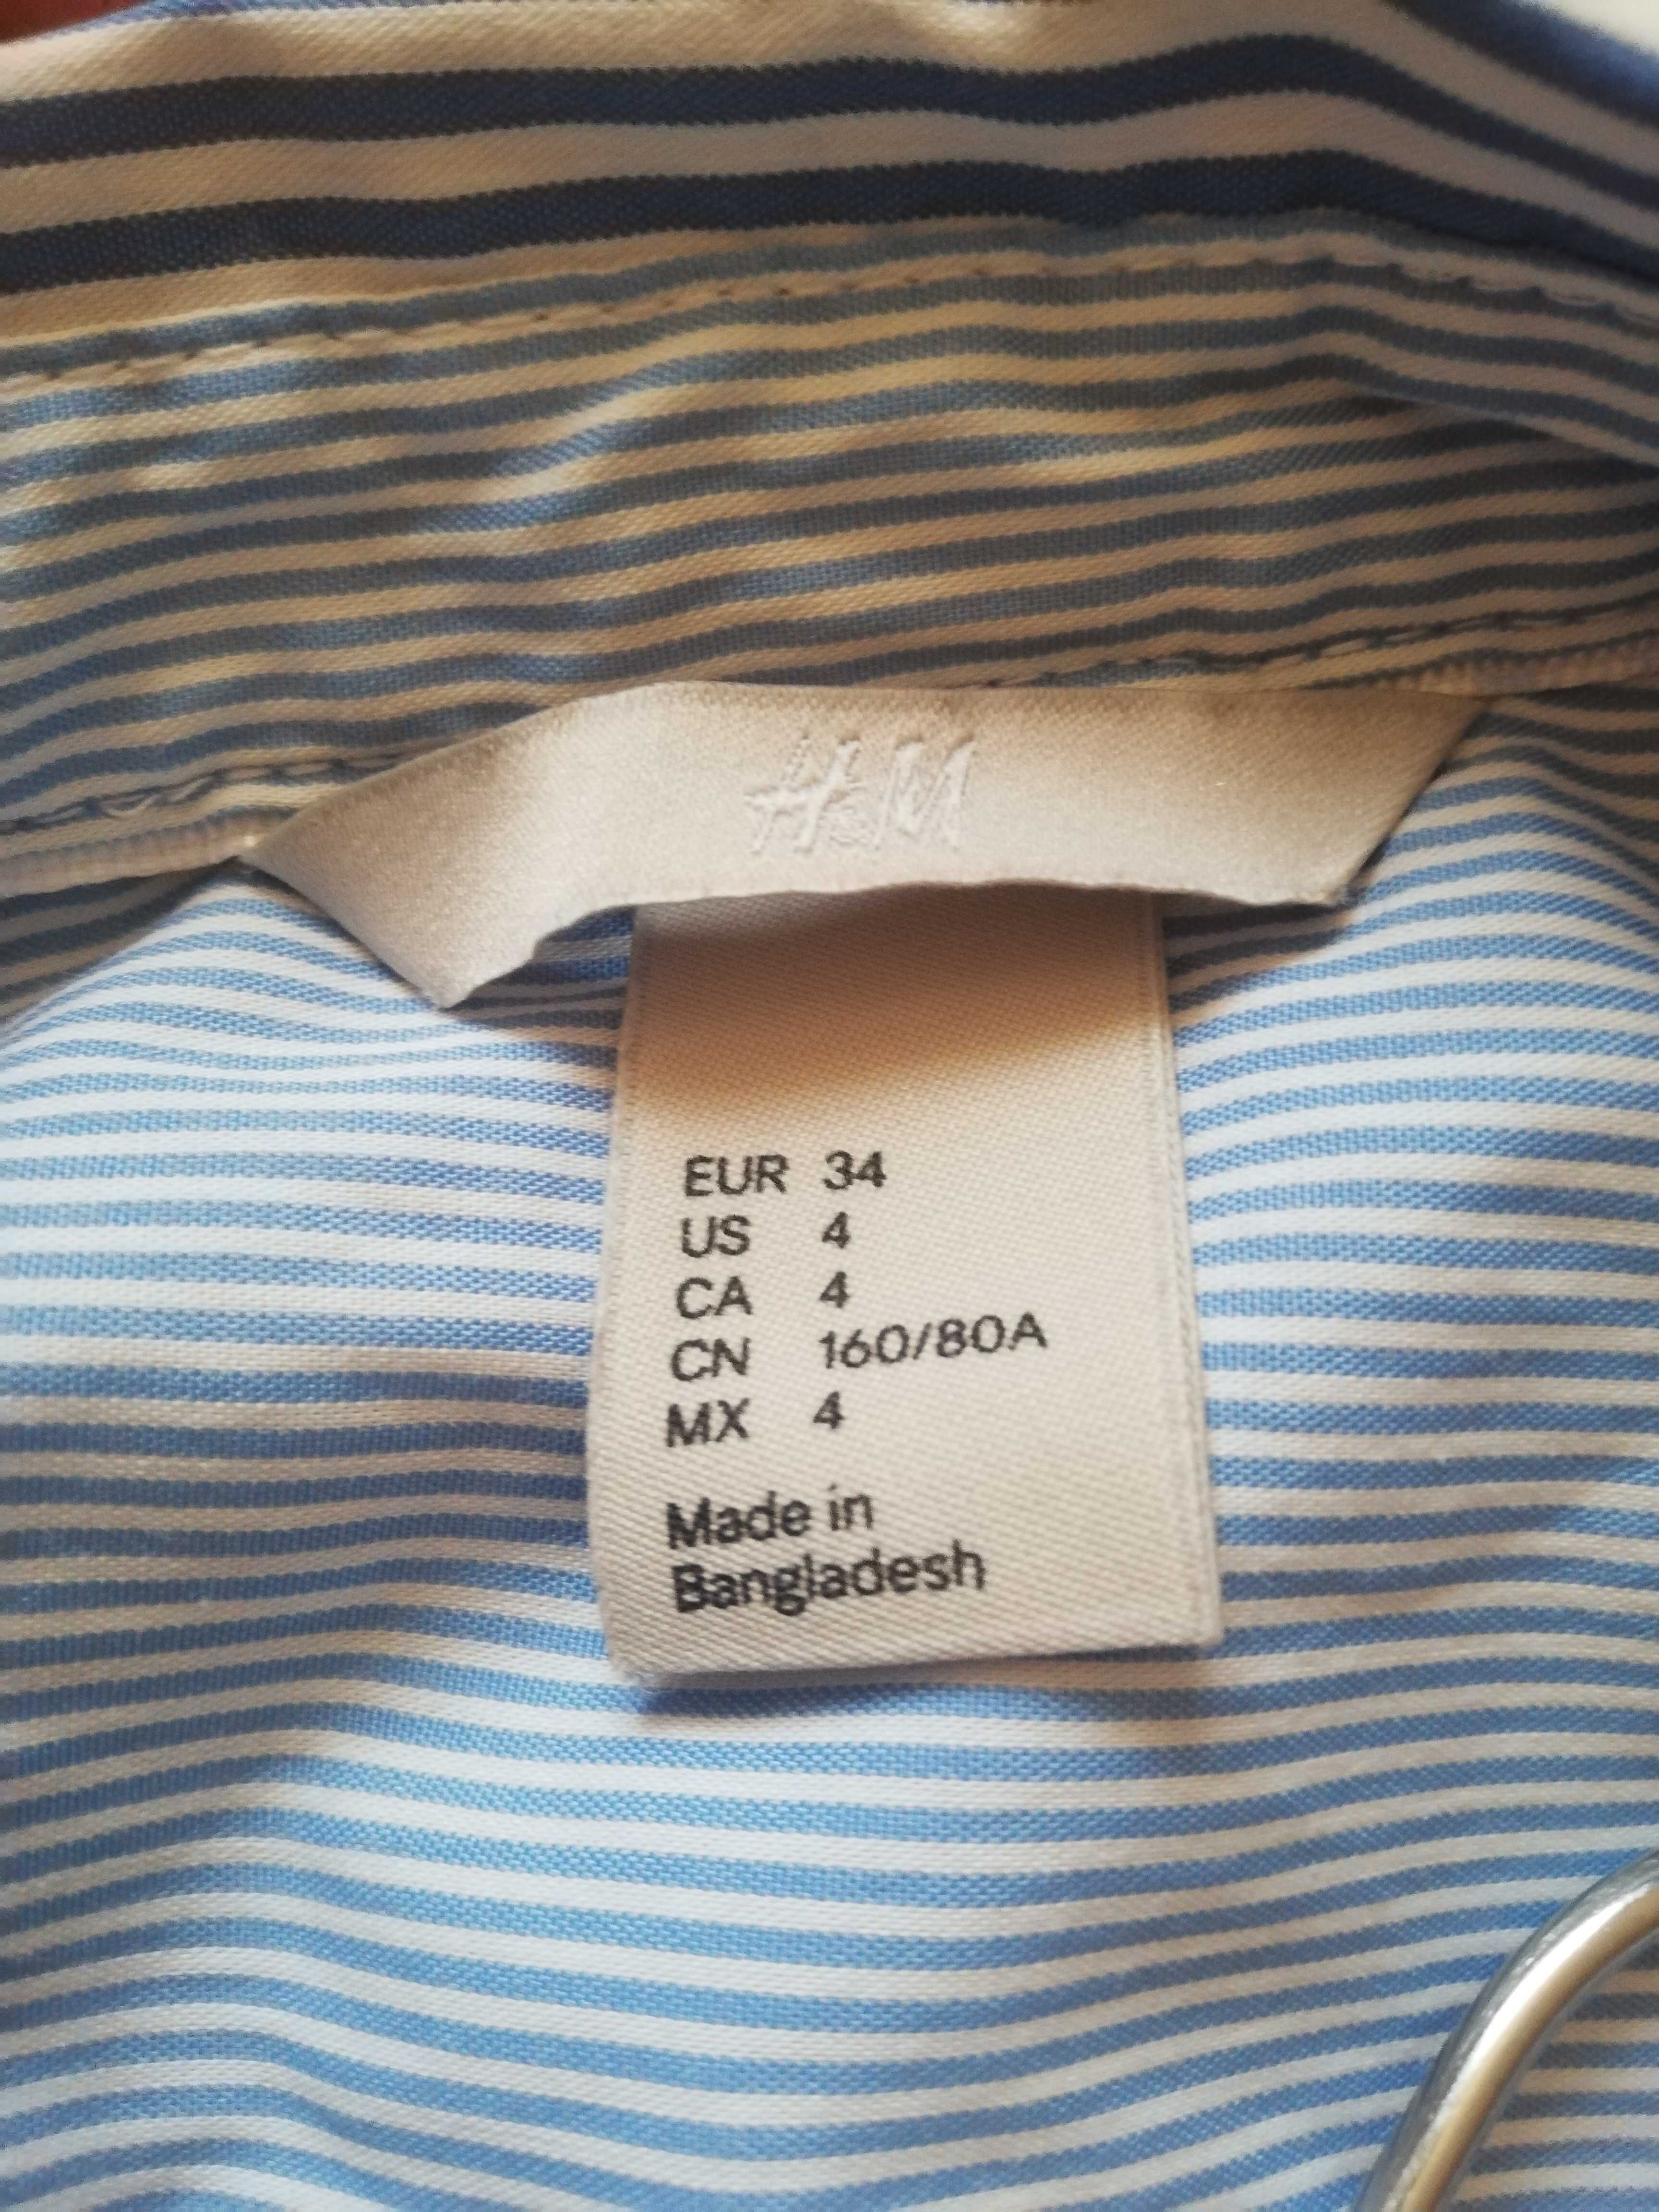 H&M
EUR 34
US 4
CA 4
CN 160/80A
MX 4
Made in
Bangladesh